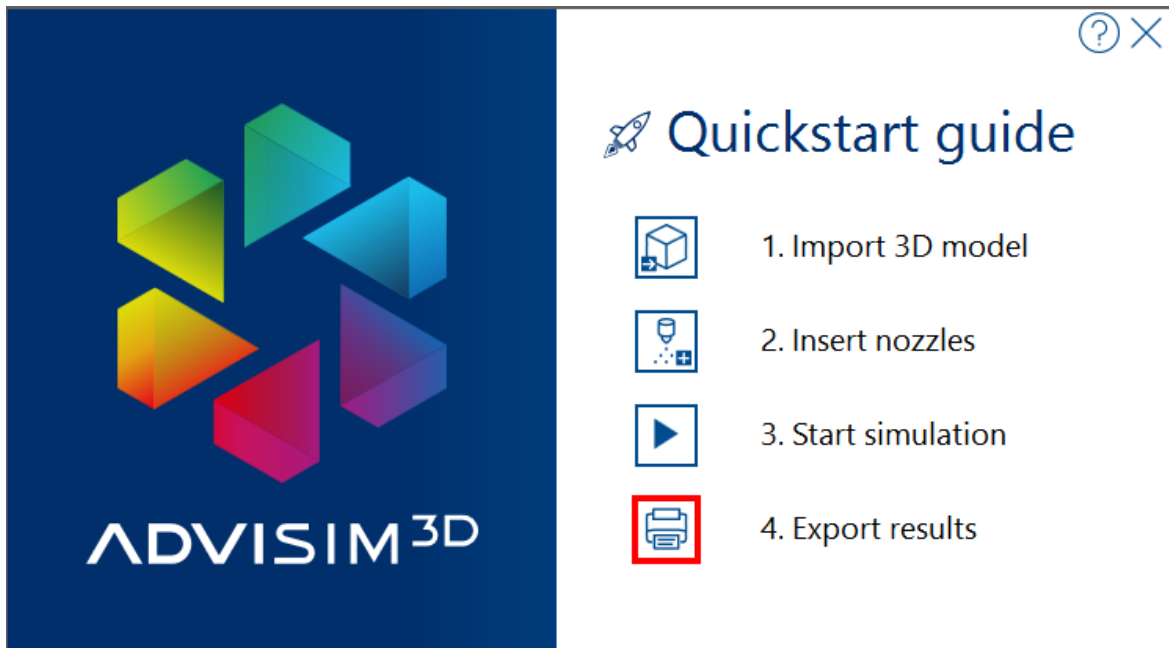 Quickstart guide
1. Import 3D model
2. Insert nozzles
3. Start simulation
4. Export results
ADVISIM3D